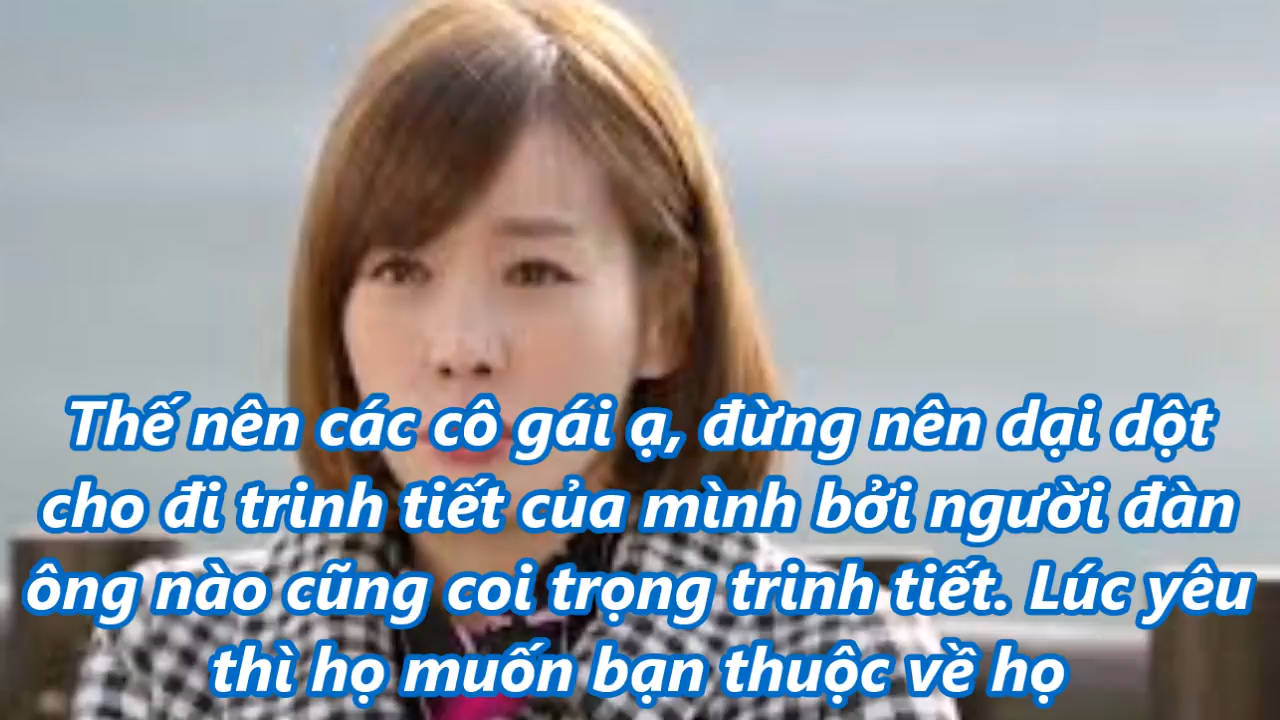 Thế nên các cô gái ạ, đừng nên dại dột
cho đi trinh tiết của mình bởi người đàn
ông nào cũng coi trọng trinh tiết. Lúc yêu
thì họ muốn bạn thuộc về họ